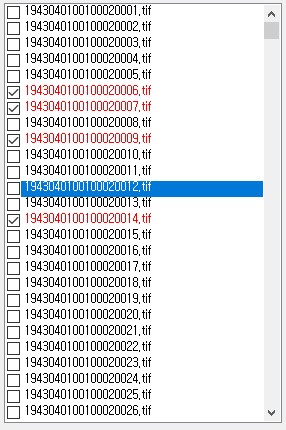 1943040100100020001.tif
1943040100100020002.tif
1943040100100020003.tif
1943040100100020004.tif
1943040100100020005.tif
1943040100100020006.tif
1943040100100020007.tif
1943040100100020008.tif
1943040100100020009.tif
1943040100100020010.tif
1943040100100020011.tif
1943040100100020012.tif
1943040100100020013.tif
1943040100100020014.tif
1943040100100020015.tif
1943040100100020016.tif
1943040100100020017.tif
1943040100100020018.tif
1943040100100020019.tif
1943040100100020020.tif
1943040100100020021.tif
1943040100100020022.tif
1943040100100020023.tif
1943040100100020024.tif
1943040100100020025.tif
1943040100100020026.tif